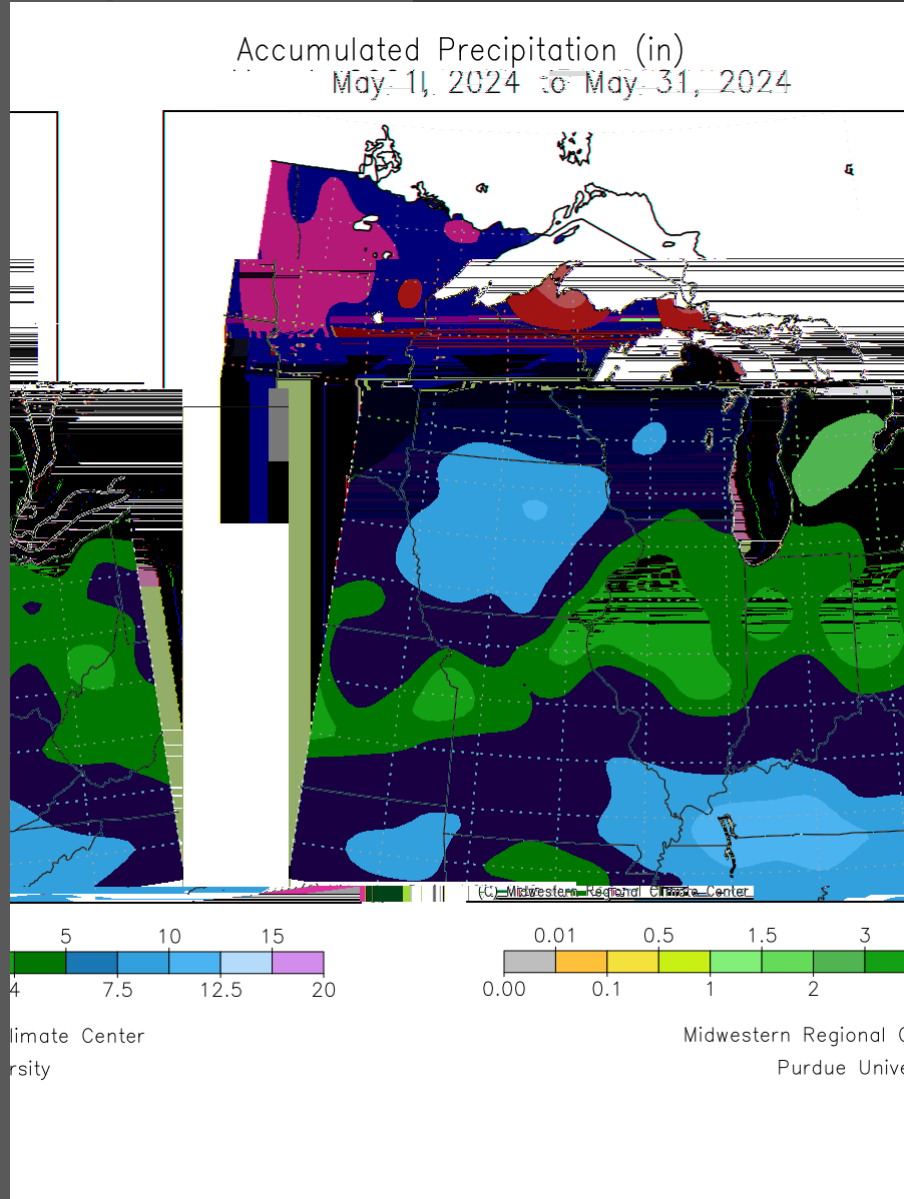 Accumulated Precipitation (in)
May 1, 2024 to May 31, 2024
(C) Midwestern Regional Climate Center
5 10 15
4 7.5 12.5 20
0.01 0.5 1.5 3
0.00 0.1 1 2
limate Center
rsity
Midwestern Regional C
Purdue Unive